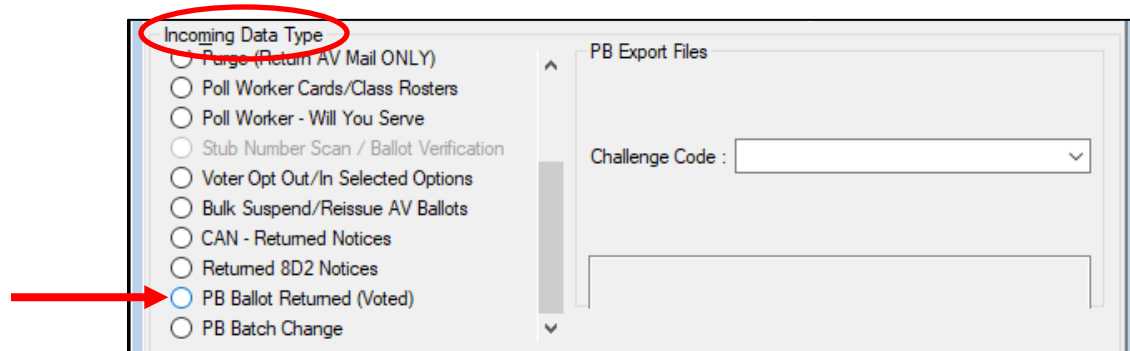 Incoming Data Type
Purge (Return AV Mail ONLY)
Poll Worker Cards/Class Rosters
Poll Worker - Will You Serve
Stub Number Scan / Ballot Verification
Voter Opt Out/In Selected Options
Bulk Suspend/Reissue AV Ballots
CAN - Returned Notices
Returned 8D2 Notices
PB Ballot Returned (Voted)
PB Batch Change
PB Export Files
Challenge Code :